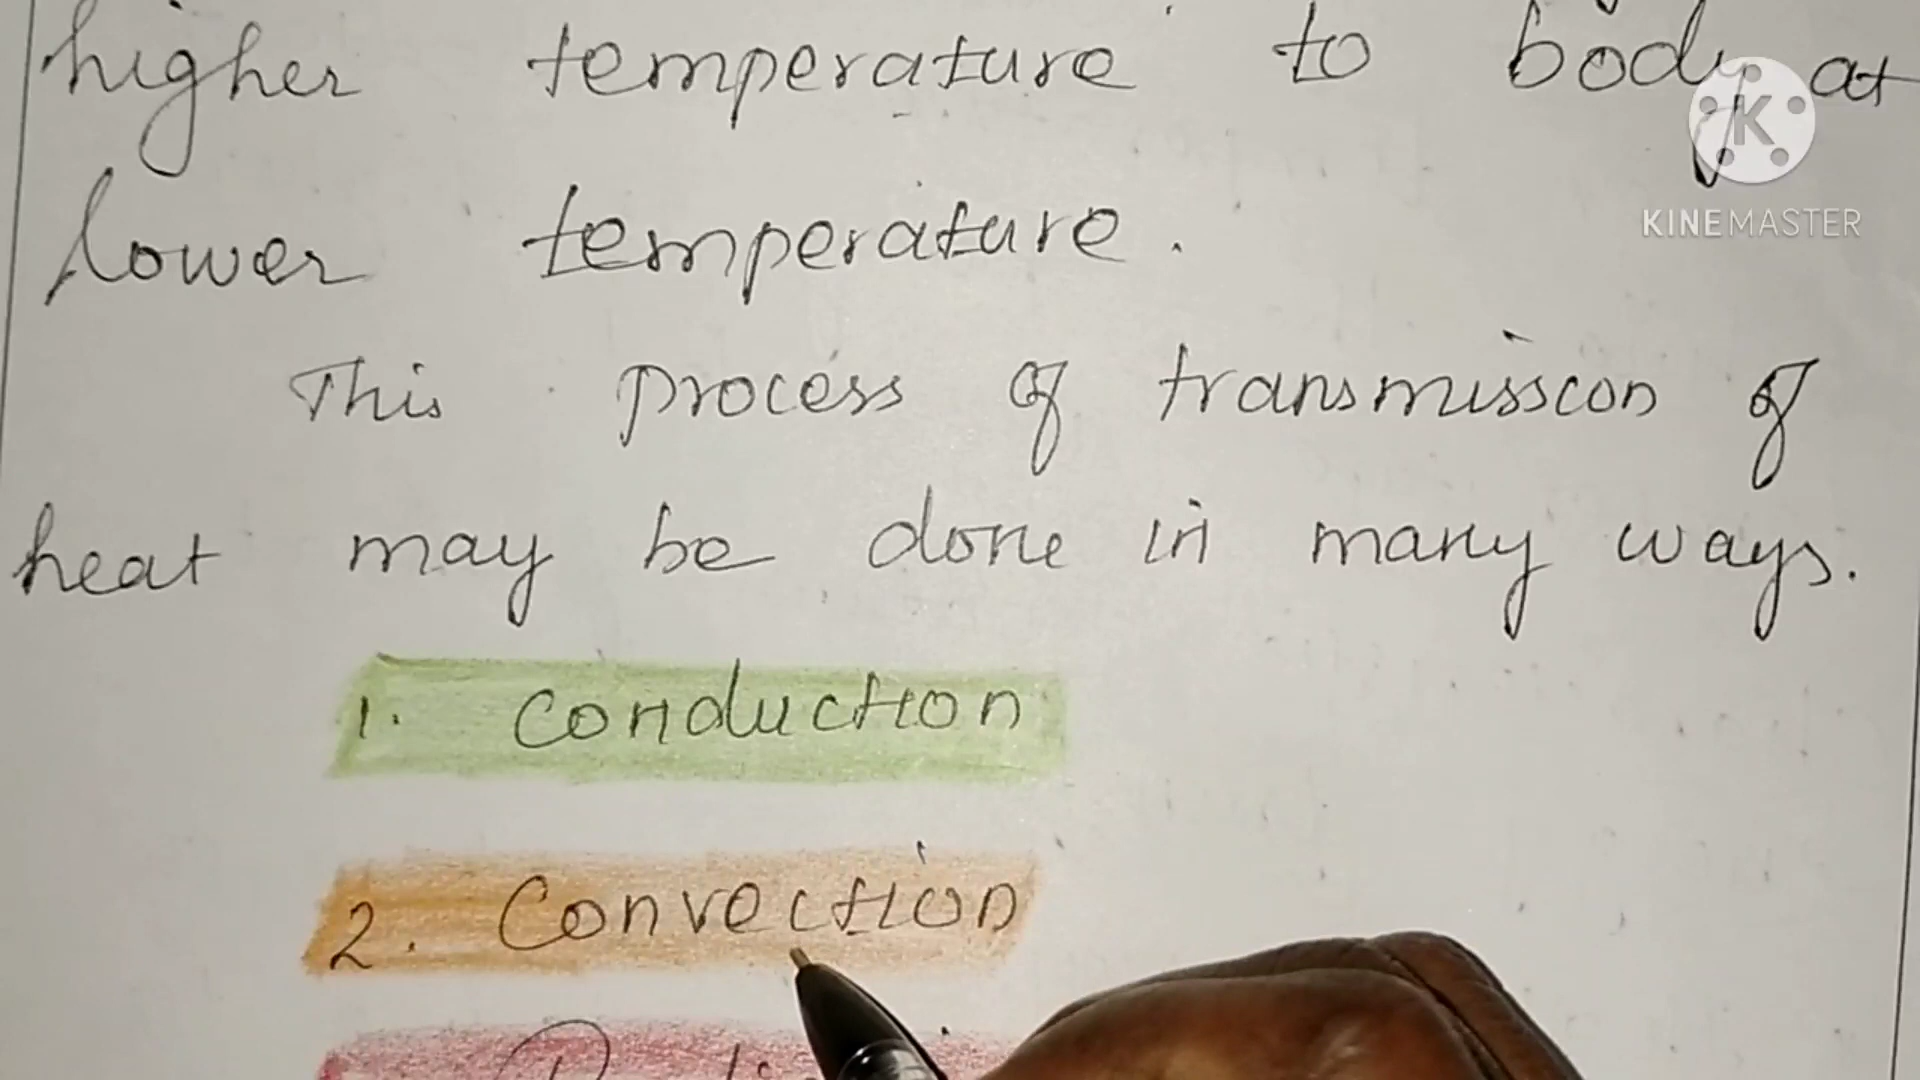 higher temperature to body at
lower temperature.
This process of transmission of
heat may be done in many ways.
1. Conduction
2. Convection
K
KINEMASTER